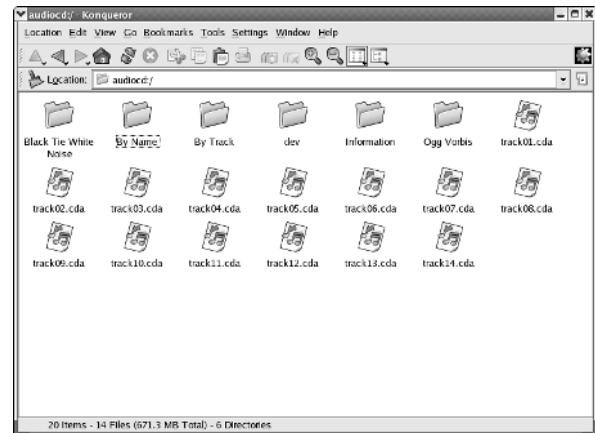 audiocd:/ - Konqueror
Location Edit View Go Bookmarks Tools Settings Window Help
Location: audiocd:/
Black Tie White Noise By Name By Track dev Information Ogg Vorbis track01.cda
track02.cda track03.cda track04.cda track05.cda track06.cda track07.cda track08.cda
track09.cda track10.cda track11.cda track12.cda track13.cda track14.cda
20 Items - 14 Files (671.3 MB Total) - 6 Directories